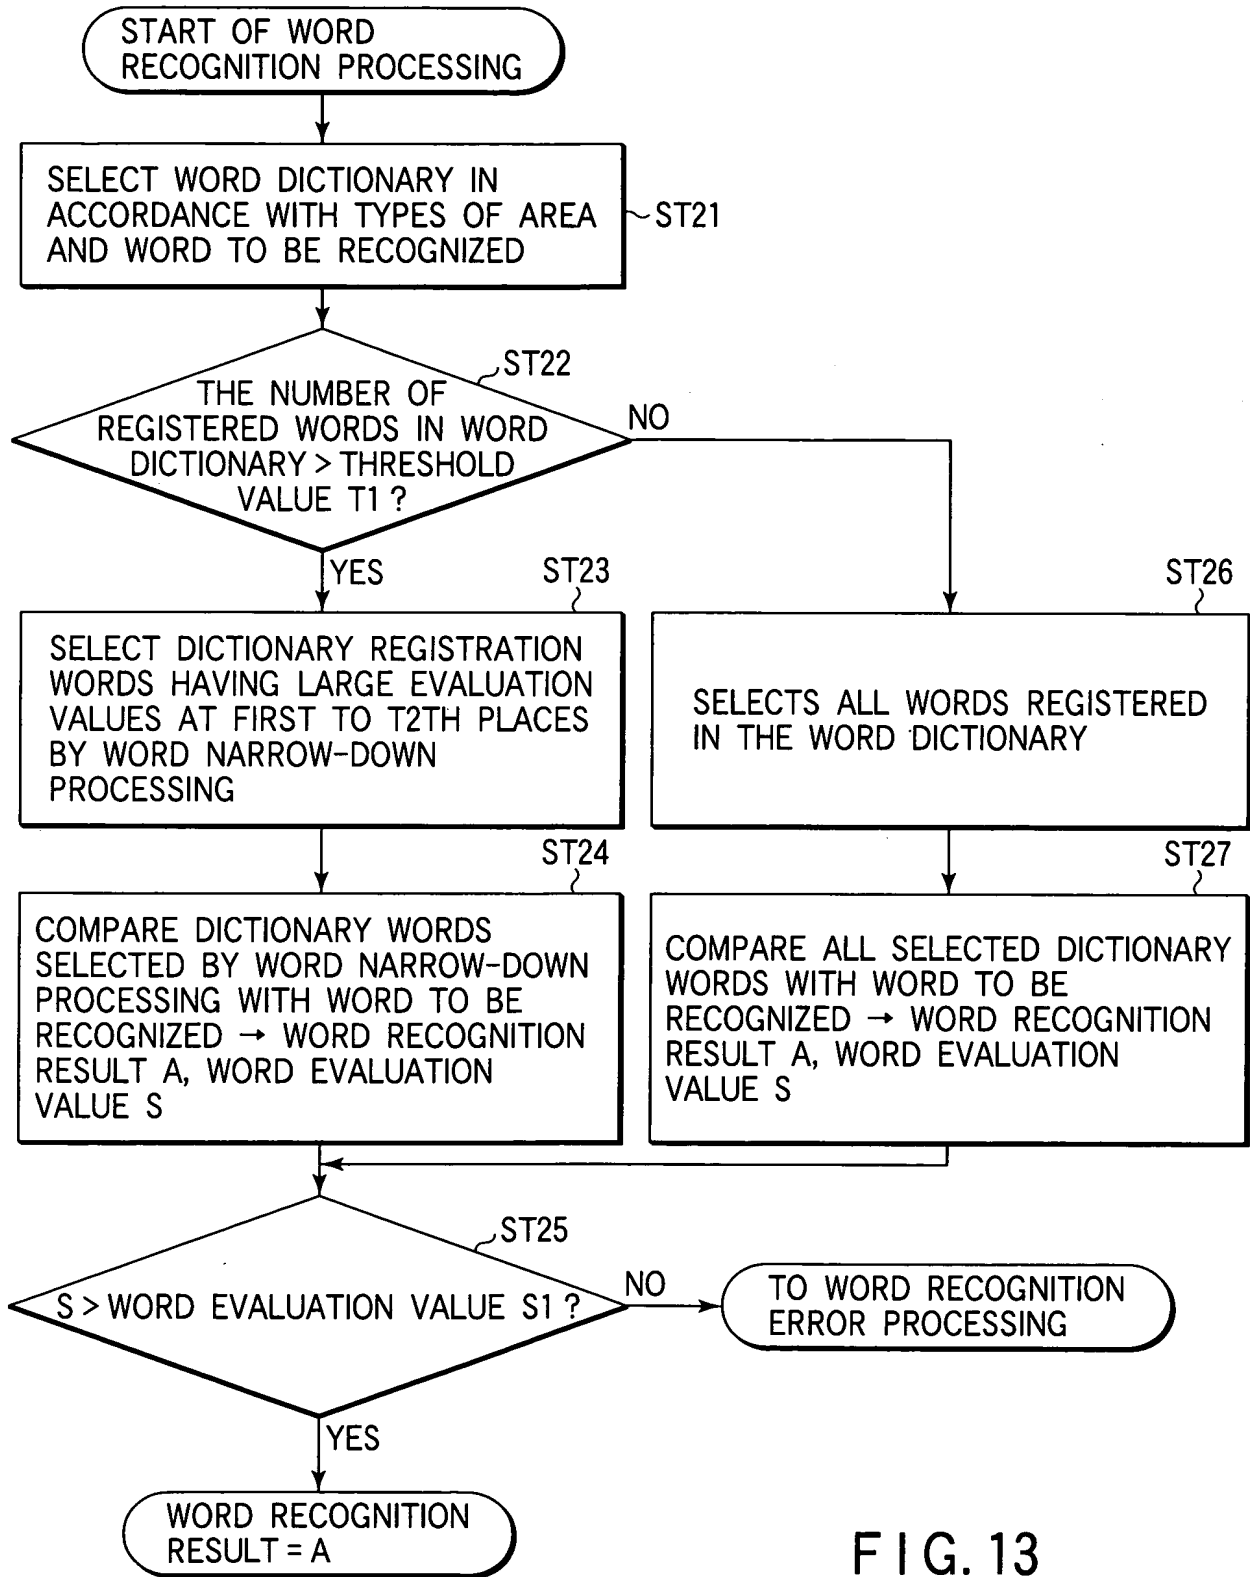 START OF WORD
RECOGNITION PROCESSING
SELECT WORD DICTIONARY IN
ACCORDANCE WITH TYPES OF AREA
AND WORD TO BE RECOGNIZED
ST21
ST22
THE NUMBER OF
REGISTERED WORDS IN WORD
DICTIONARY > THRESHOLD
VALUE T1 ?
NO
YES
ST23
SELECT DICTIONARY REGISTRATION
WORDS HAVING LARGE EVALUATION
VALUES AT FIRST TO T2TH PLACES
BY WORD NARROW-DOWN
PROCESSING
ST26
SELECTS ALL WORDS REGISTERED
IN THE WORD DICTIONARY
ST24
COMPARE DICTIONARY WORDS
SELECTED BY WORD NARROW-DOWN
PROCESSING WITH WORD TO BE
RECOGNIZED → WORD RECOGNITION
RESULT A, WORD EVALUATION
VALUE S
ST27
COMPARE ALL SELECTED DICTIONARY
WORDS WITH WORD TO BE
RECOGNIZED → WORD RECOGNITION
RESULT A, WORD EVALUATION
VALUE S
ST25
S > WORD EVALUATION VALUE S1 ?
NO
TO WORD RECOGNITION
ERROR PROCESSING
YES
WORD RECOGNITION
RESULT = A
FIG. 13